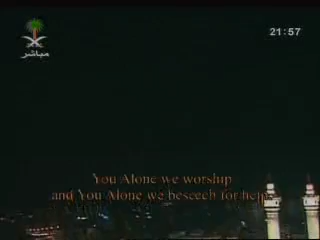 21:57
مباشر
You Alone we worship
and You Alone we beseech for help.